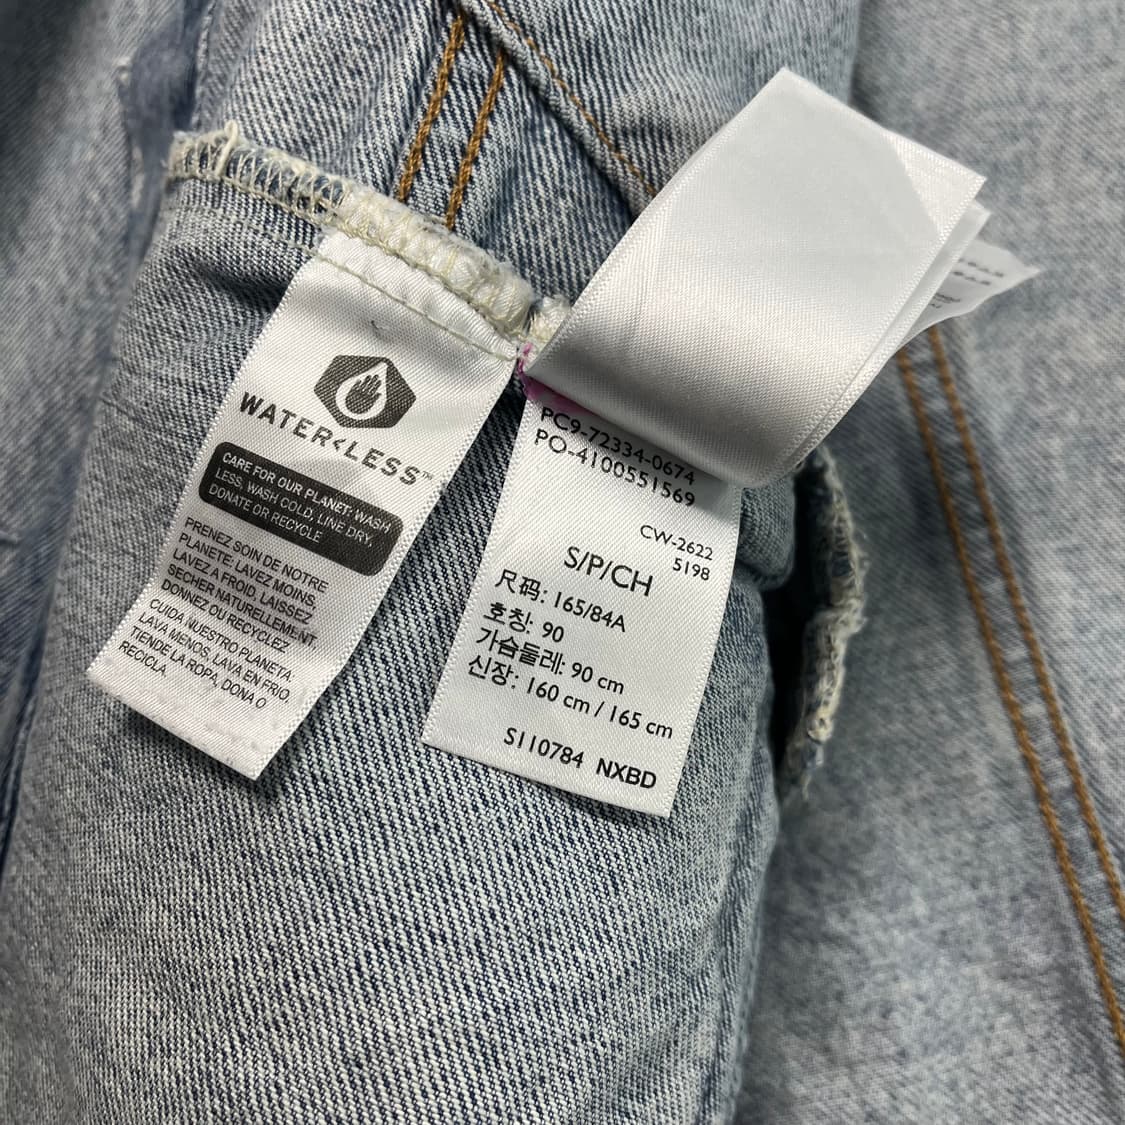 WATER<LESS™
CARE FOR OUR PLANET: WASH
LESS, WASH COLD, LINE DRY,
DONATE OR RECYCLE
PRENEZ SOIN DE NOTRE
PLANETE: LAVEZ MOINS,
LAVEZ A FROID, LAISSEZ
SECHER NATURELLEMENT,
DONNEZ OU RECYCLEZ
CUIDA NUESTRO PLANETA:
LAVA MENOS, LAVA EN FRIO,
TIENDE LA ROPA, DONA O
RECICLA.
PC9-72334-0674
PO-4100551569
CW-2622
5198
S/P/CH
尺码: 165/84A
호칭: 90
가슴둘레: 90 cm
신장: 160 cm / 165 cm
S110784 NXBD